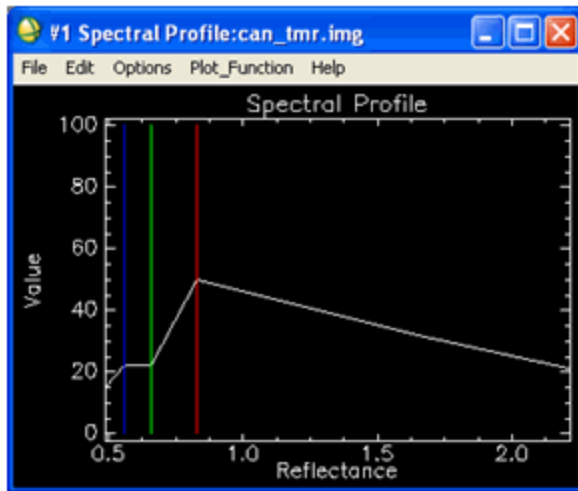 #1 Spectral Profile:can_tmr.img
File Edit Options Plot_Function Help
Spectral Profile
100
80
60
40
20
0
Value
0.5 1.0 1.5 2.0
Reflectance